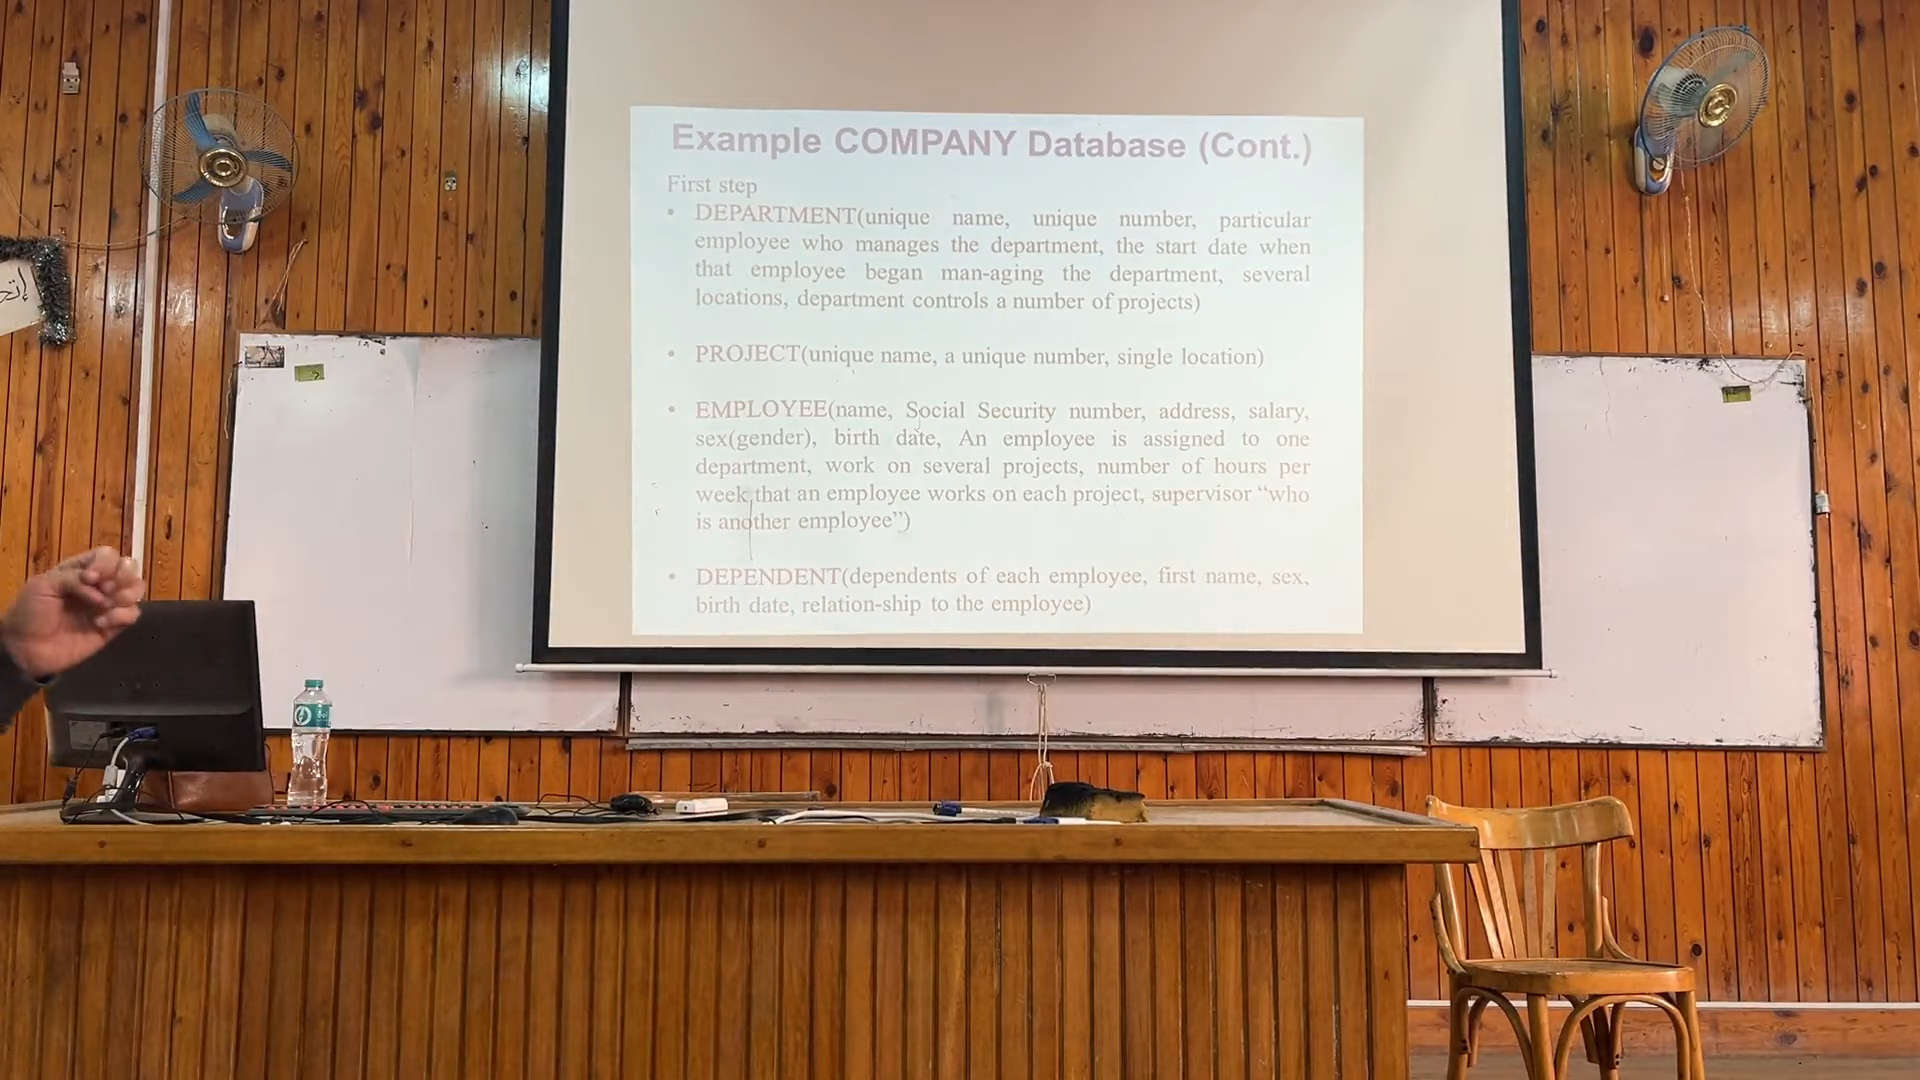 Example COMPANY Database (Cont.)
First step
• DEPARTMENT(unique name, unique number, particular
employee who manages the department, the start date when
that employee began man-aging the department, several
locations, department controls a number of projects)
• PROJECT(unique name, a unique number, single location)
• EMPLOYEE(name, Social Security number, address, salary,
sex(gender), birth date, An employee is assigned to one
department, work on several projects, number of hours per
week that an employee works on each project, supervisor “who
is another employee”)
• DEPENDENT(dependents of each employee, first name, sex,
birth date, relation-ship to the employee)